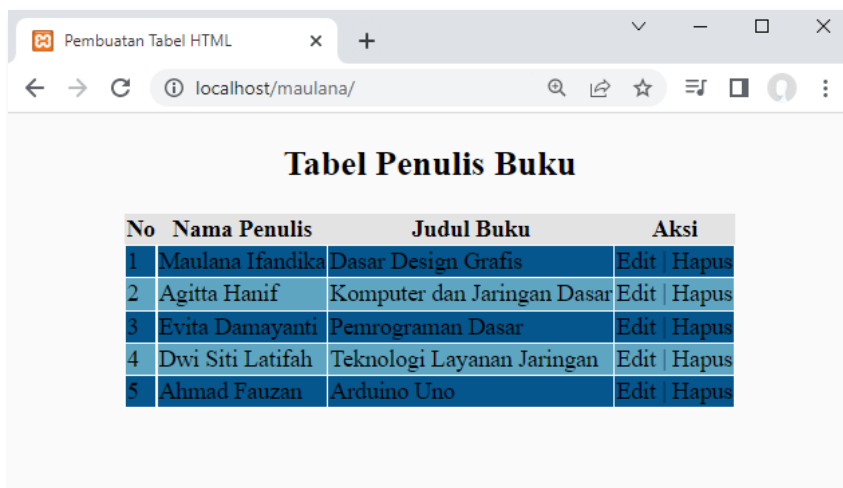 Pembuatan Tabel HTML
localhost/maulana/
Tabel Penulis Buku
No Nama Penulis Judul Buku Aksi
1 Maulana Ifandika Dasar Design Grafis Edit | Hapus
2 Agitta Hanif Komputer dan Jaringan Dasar Edit | Hapus
3 Evita Damayanti Pemrograman Dasar Edit | Hapus
4 Dwi Siti Latifah Teknologi Layanan Jaringan Edit | Hapus
5 Ahmad Fauzan Arduino Uno Edit | Hapus